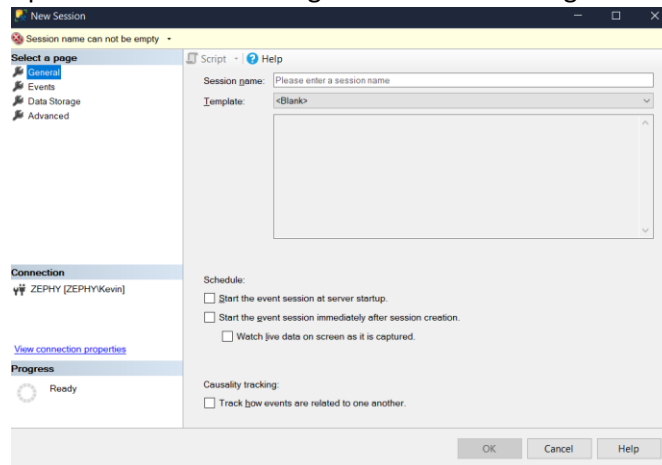 New Session
Session name can not be empty
Select a page
General
Events
Data Storage
Advanced
Script
Help
Session name: Please enter a session name
Template: <Blank>
Connection
ZEPHY [ZEPHY\Kevin]
View connection properties
Progress
Ready
Schedule:
Start the event session at server startup.
Start the event session immediately after session creation.
Watch live data on screen as it is captured.
Causality tracking:
Track how events are related to one another.
OK Cancel Help